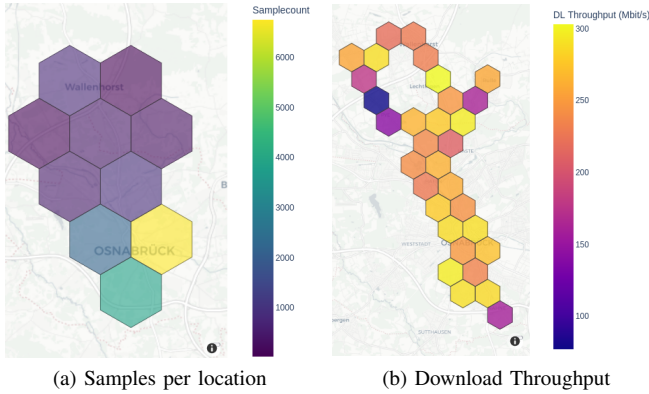 Samplecount
6000
5000
4000
3000
2000
1000
Wallenhorst
OSNABRÜCK
B
(a) Samples per location
DL Throughput (Mbit/s)
300
250
200
150
100
SUTTHAUSEN
(b) Download Throughput